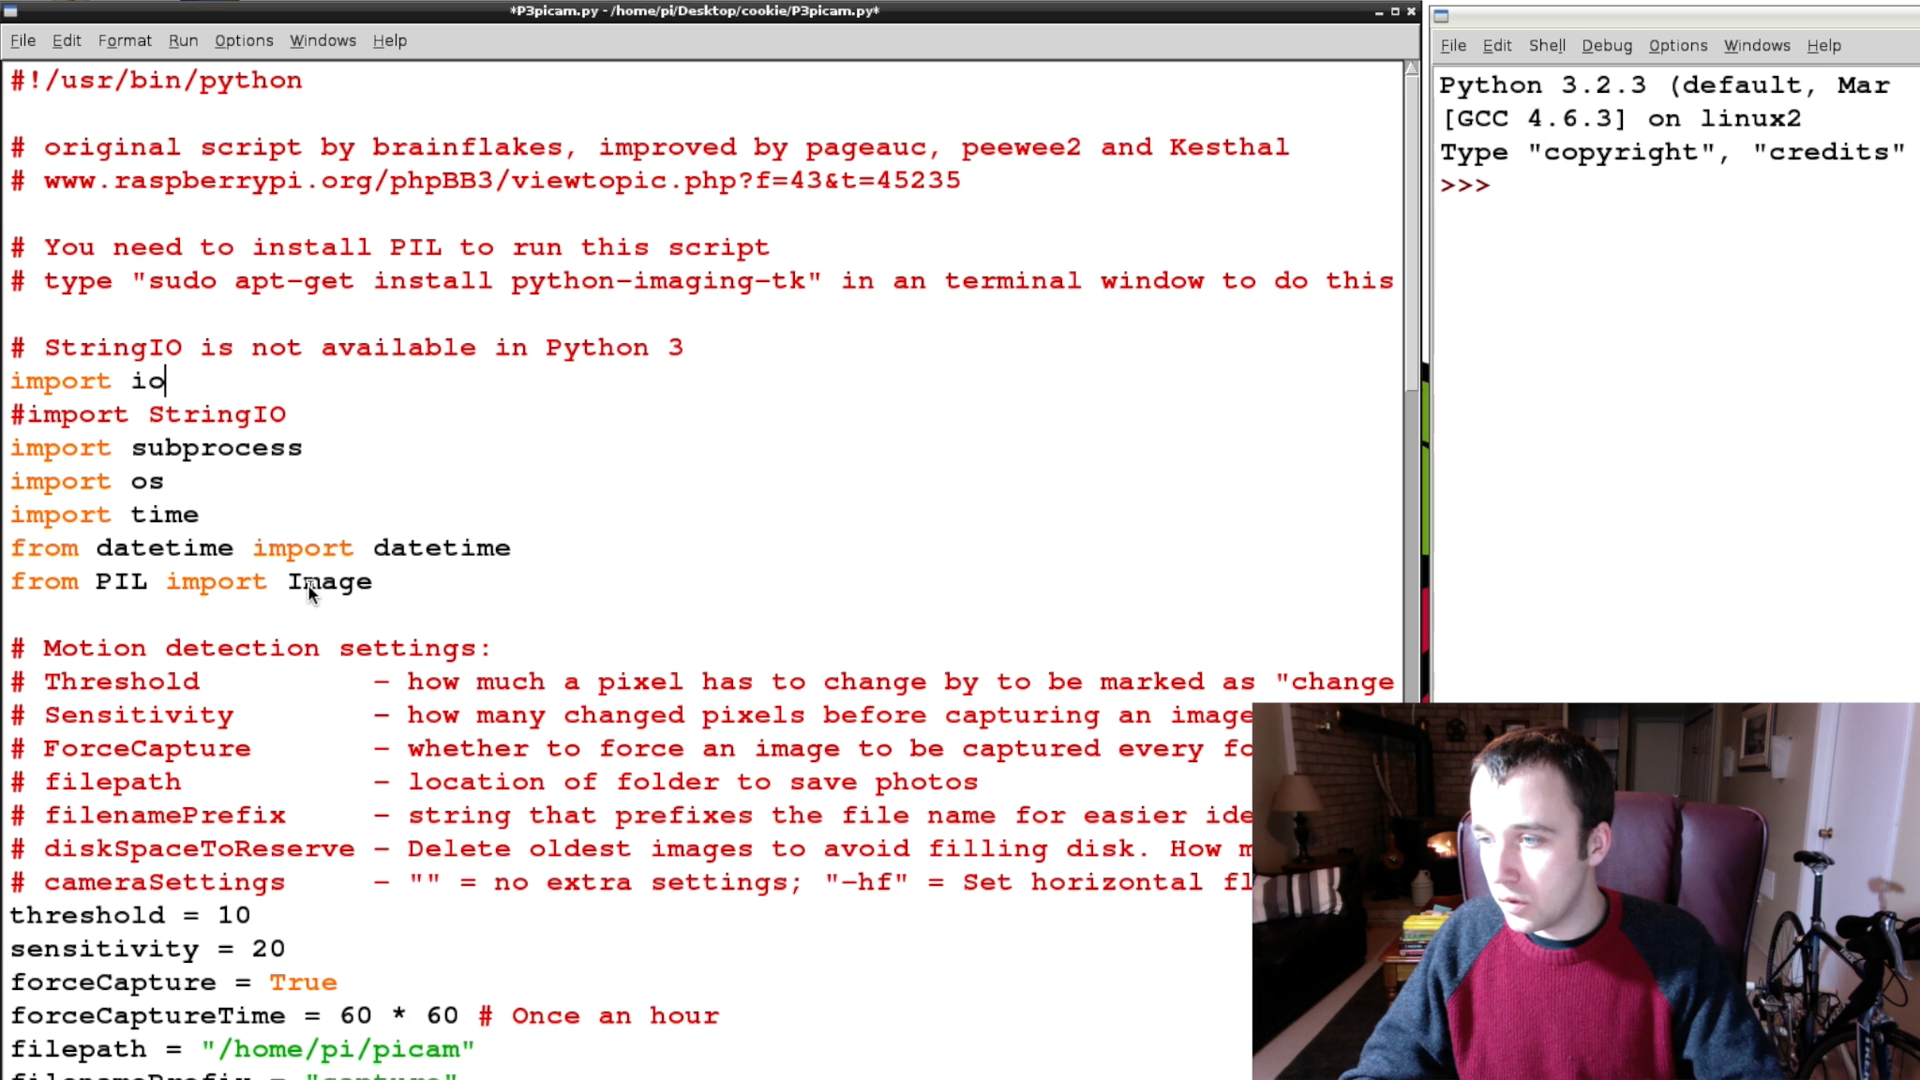 *P3picam.py - /home/pi/Desktop/cookie/P3picam.py*
File Edit Format Run Options Windows Help
#!/usr/bin/python
# original script by brainflakes, improved by pageauc, peewee2 and Kesthal
# www.raspberrypi.org/phpBB3/viewtopic.php?f=43&t=45235
# You need to install PIL to run this script
# type "sudo apt-get install python-imaging-tk" in an terminal window to do this
# StringIO is not available in Python 3
import io
#import StringIO
import subprocess
import os
import time
from datetime import datetime
from PIL import Image
# Motion detection settings:
# Threshold - how much a pixel has to change by to be marked as "change
# Sensitivity - how many changed pixels before capturing an image
# ForceCapture - whether to force an image to be captured every fo
# filepath - location of folder to save photos
# filenamePrefix - string that prefixes the file name for easier ide
# diskSpaceToReserve - Delete oldest images to avoid filling disk. How m
# cameraSettings - "" = no extra settings; "-hf" = Set horizontal fl
threshold = 10
sensitivity = 20
forceCapture = True
forceCaptureTime = 60 * 60 # Once an hour
filepath = "/home/pi/picam"
filenamePrefix = "capture"
File Edit Shell Debug Options Windows Help
Python 3.2.3 (default, Mar
[GCC 4.6.3] on linux2
Type "copyright", "credits"
>>>